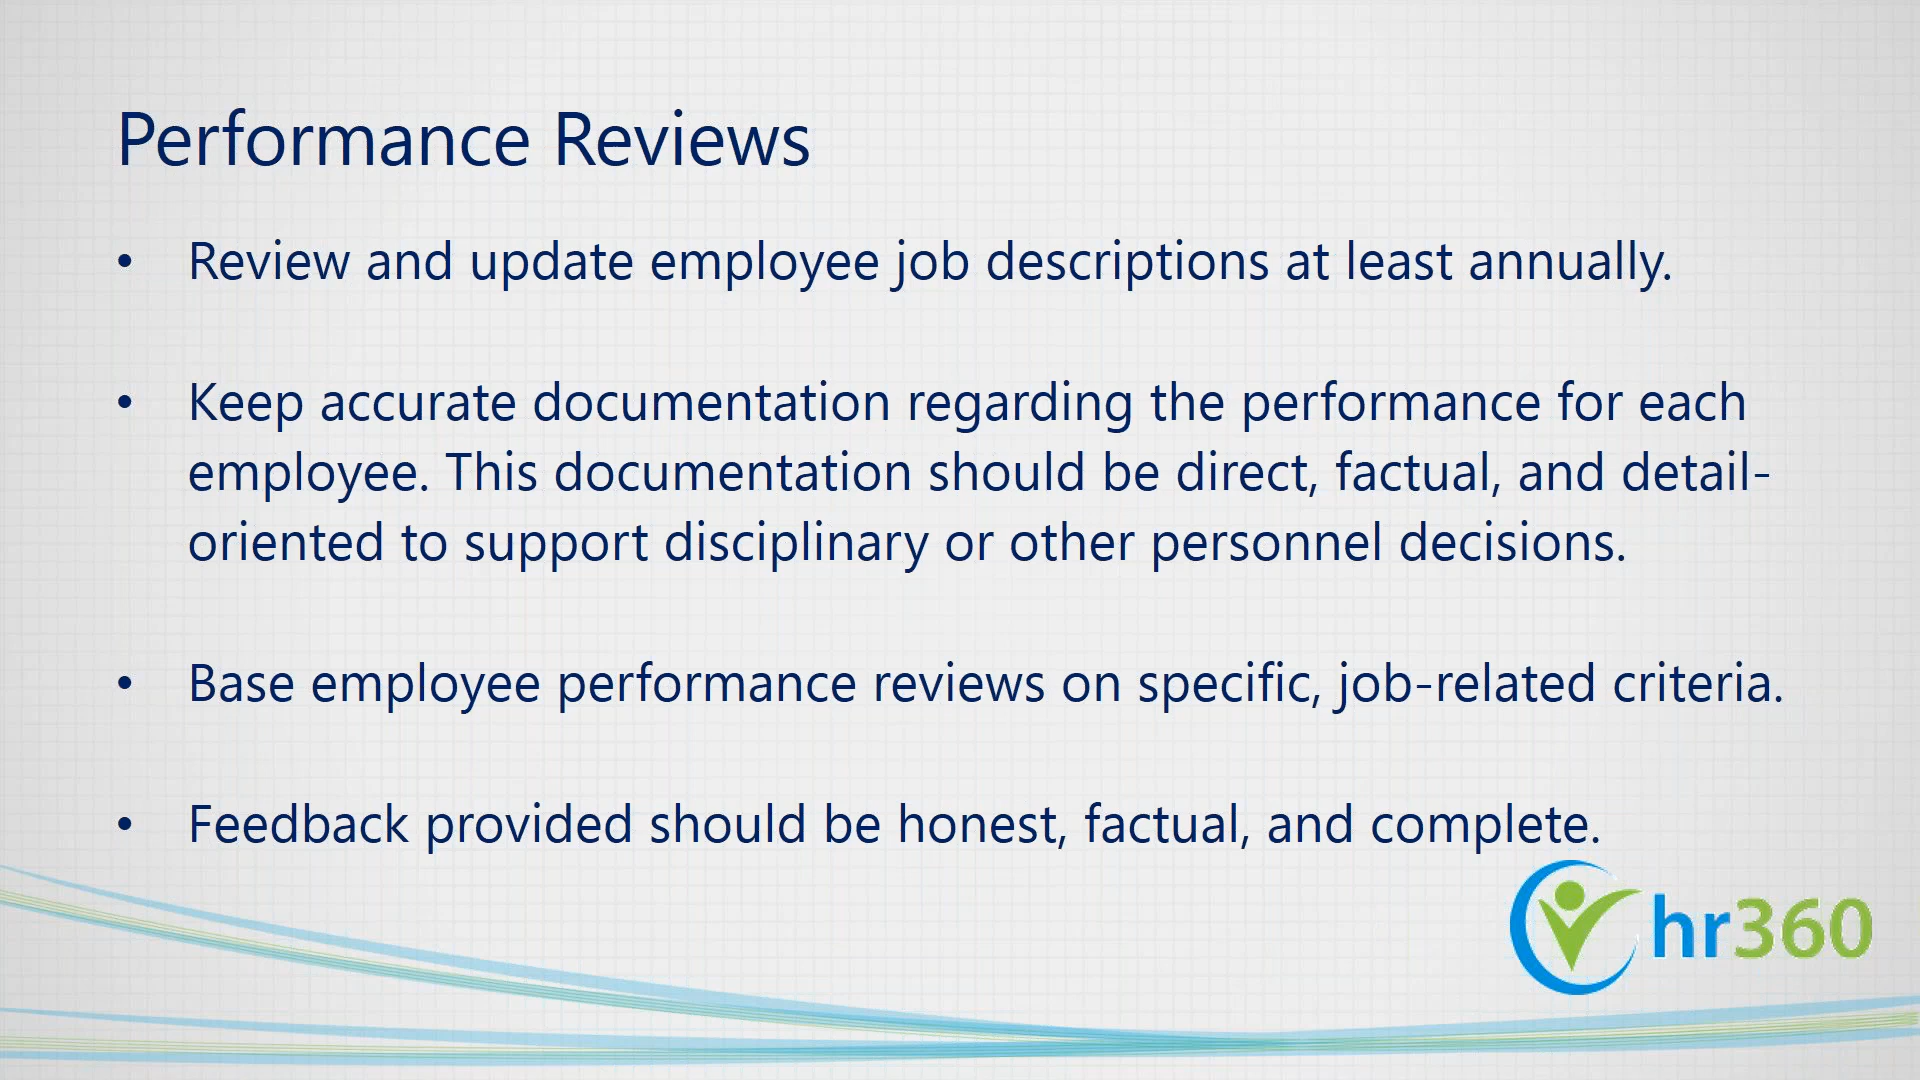 Performance Reviews
• Review and update employee job descriptions at least annually.
• Keep accurate documentation regarding the performance for each
employee. This documentation should be direct, factual, and detail-
oriented to support disciplinary or other personnel decisions.
• Base employee performance reviews on specific, job-related criteria.
• Feedback provided should be honest, factual, and complete.
hr360